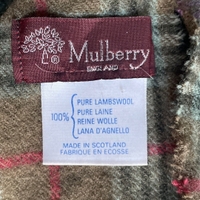 ®
Mulberry
ENGLAND
100%
PURE LAMBSWOOL
PURE LAINE
REINE WOLLE
LANA D'AGNELLO
MADE IN SCOTLAND
FABRIQUE EN ECOSSE